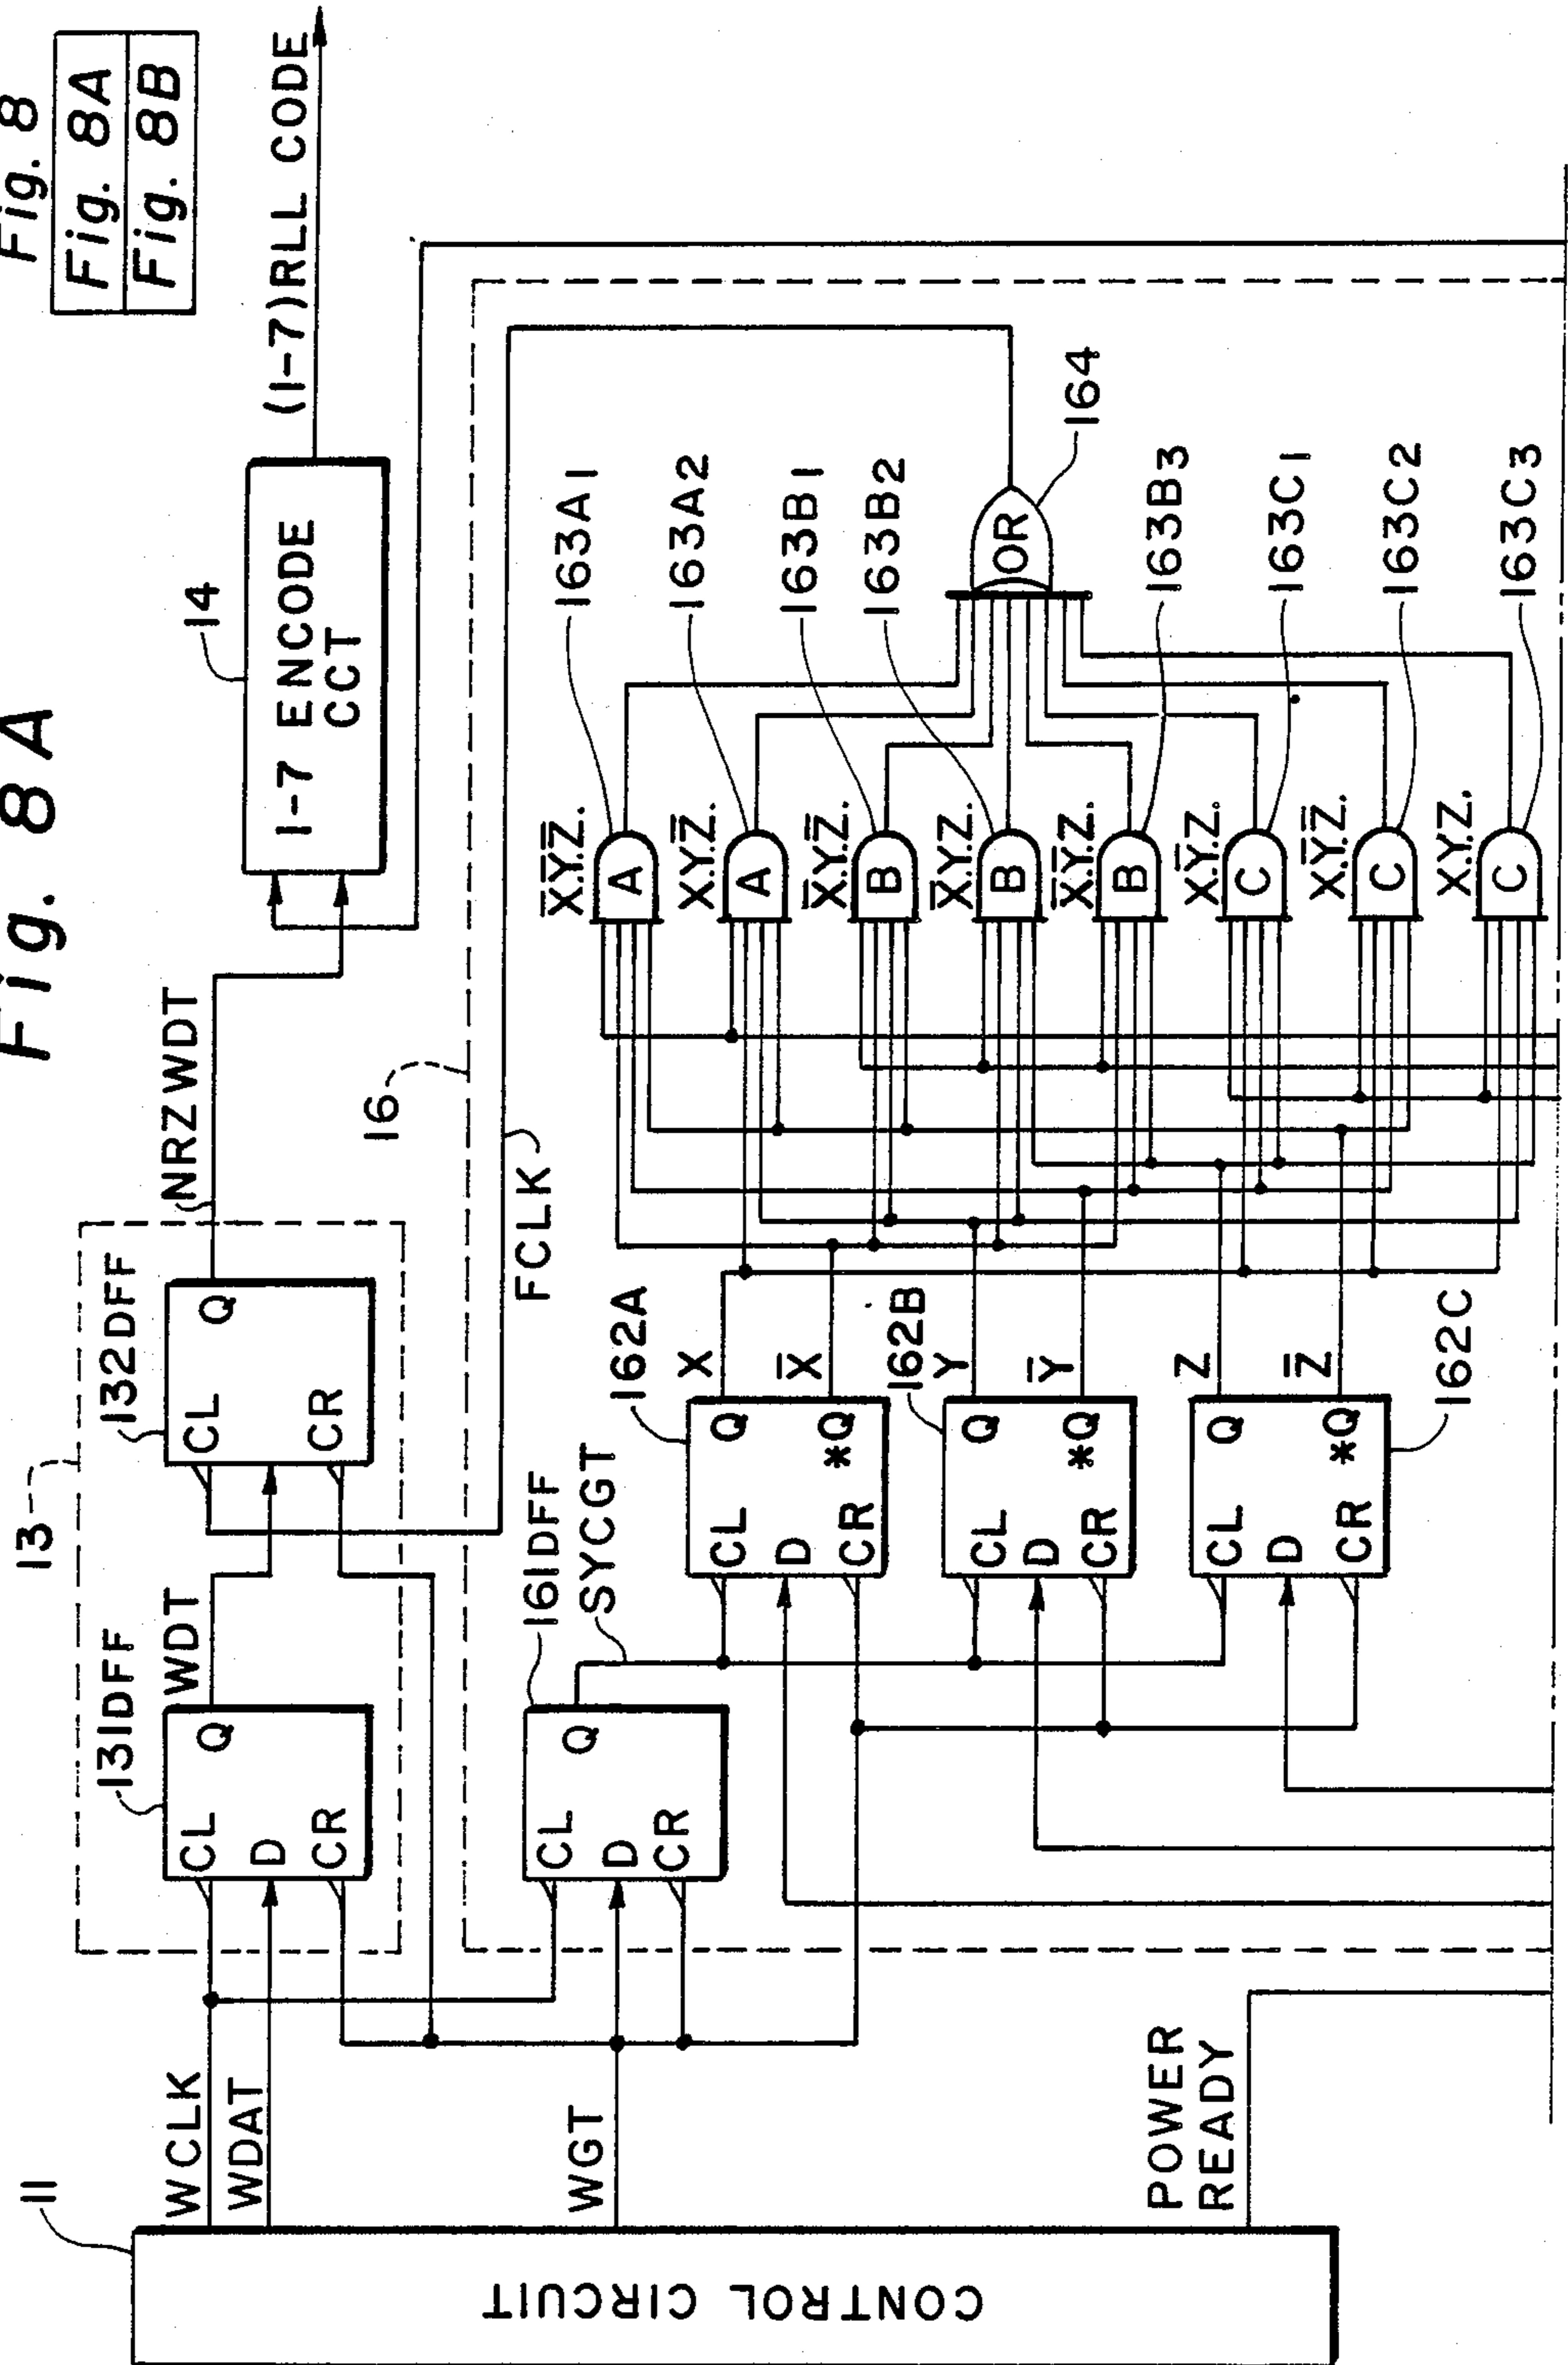 Fig. 8A
Fig. 8
Fig. 8A
Fig. 8B
11
CONTROL CIRCUIT
WCLK
WDAT
WGT
POWER
READY
13
131DFF
CL
D
CR
Q
WDT
132DFF
CL
CR
Q
NRZWDT
14
1-7 ENCODE
CCT
(1-7)RLL CODE
16
FCLK
161DFF
CL
D
CR
Q
SYCGT
162A
CL
D
CR
Q
*Q
X
X̅
162B
CL
D
CR
Q
*Q
Y
Y̅
162C
CL
D
CR
Q
*Q
Z
Z̅
X̅.Y̅.Z̅.
A
163A1
X.Y.Z̅.
A
163A2
X̅.Y.Z̅.
B
163B1
X̅.Y.Z.
B
163B2
X̅.Y̅.Z.
B
163B3
X.Y̅.Z.
C
163C1
X.Y̅.Z̅.
C
163C2
X.Y.Z.
C
163C3
OR
164